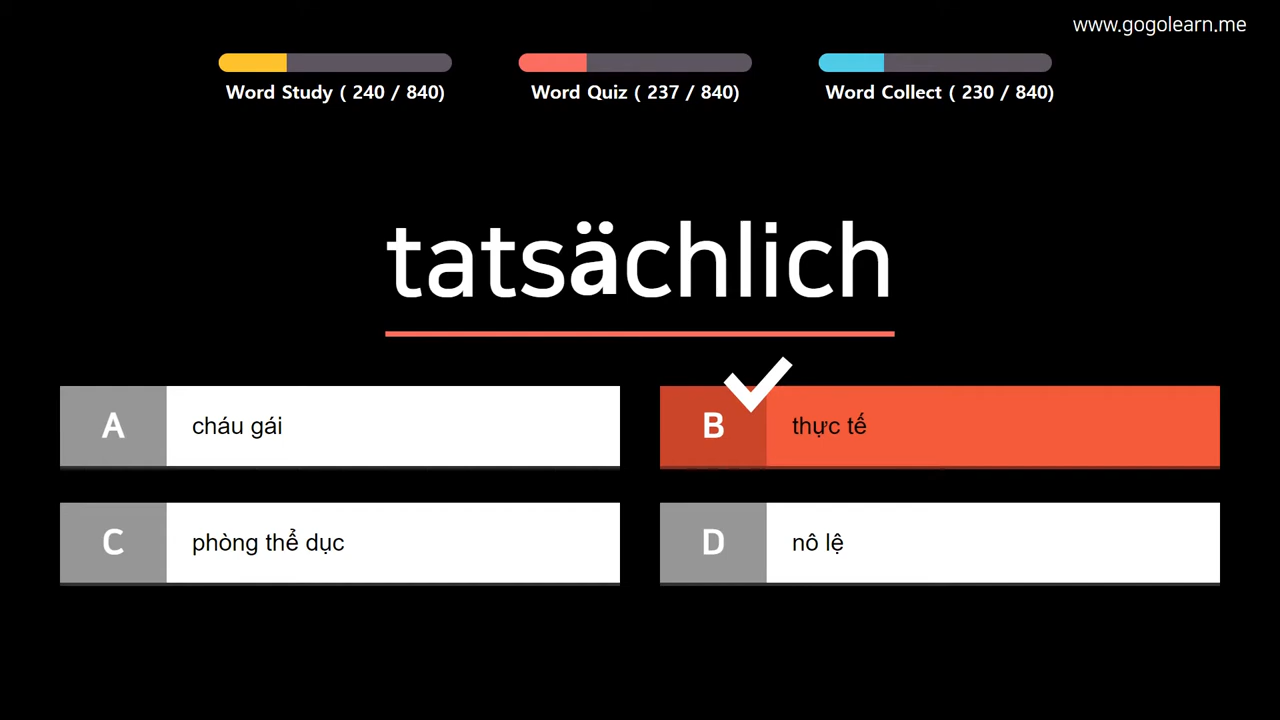 www.gogolearn.me
Word Study ( 240 / 840)
Word Quiz ( 237 / 840)
Word Collect ( 230 / 840)
tatsächlich
A cháu gái
B thực tế
C phòng thể dục
D nô lệ